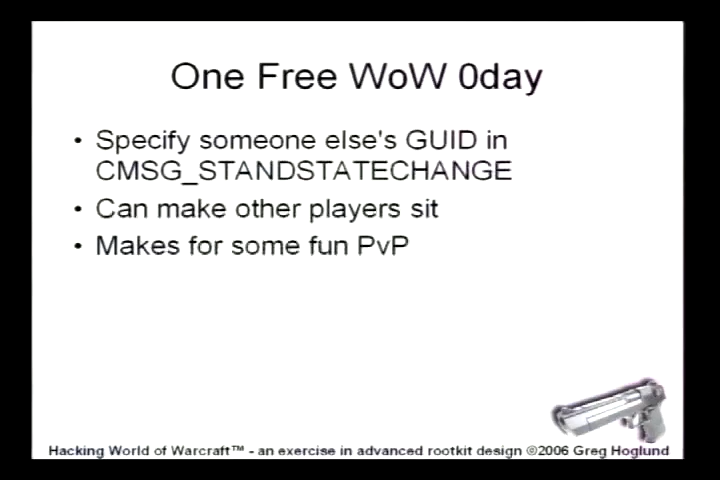 One Free WoW 0day
• Specify someone else's GUID in
CMSG_STANDSTATECHANGE
• Can make other players sit
• Makes for some fun PvP
Hacking World of Warcraft™ - an exercise in advanced rootkit design ©2006 Greg Hoglund